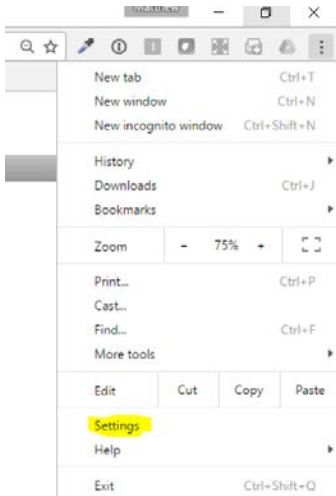 Matthew
New tab Ctrl+T
New window Ctrl+N
New incognito window Ctrl+Shift+N
History
Downloads Ctrl+J
Bookmarks
Zoom - 75% +
Print... Ctrl+P
Cast...
Find... Ctrl+F
More tools
Edit Cut Copy Paste
Settings
Help
Exit Ctrl+Shift+Q